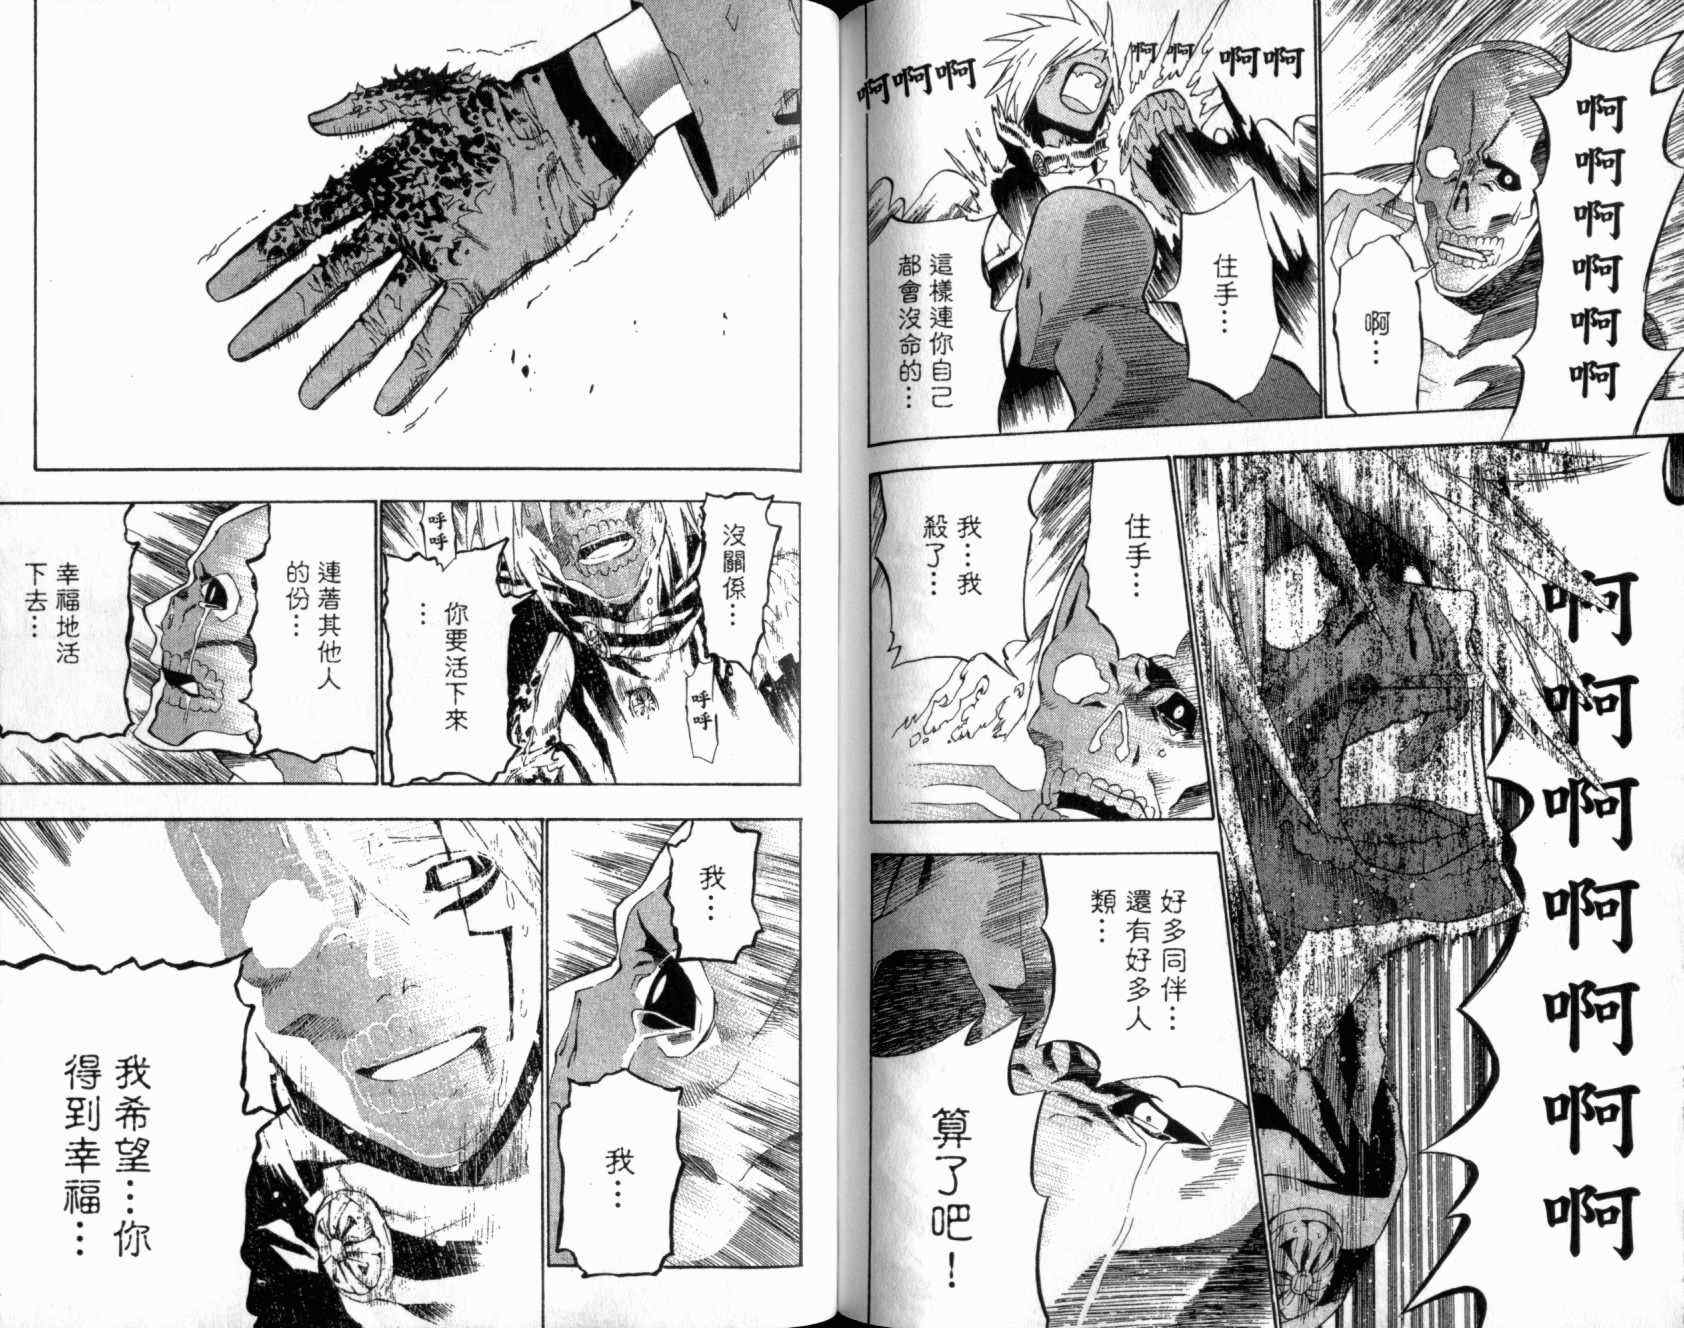 啊啊啊啊啊啊
啊…
啊啊
啊啊
啊啊啊
住手…
這樣連你自己
都會沒命的…
啊啊啊啊啊啊啊
住手…
我…我
殺了…
好多同伴…
還有好多人
類…
算了吧！
沒關係…
呼呼
呼呼
你要活下來
…
連著其他人
的份…
幸福地活
下去…
我…
我…
我希望…你
得到幸福…